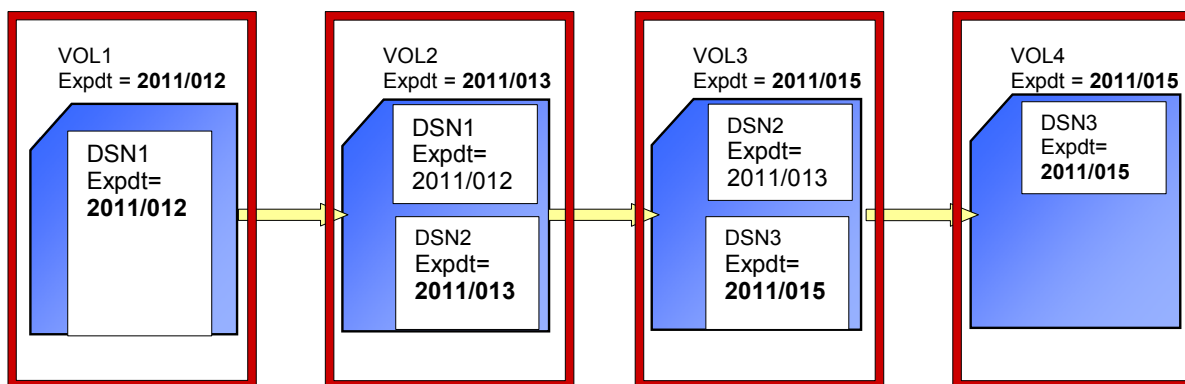 VOL1
Expdt = 2011/012
DSN1
Expdt=
2011/012
VOL2
Expdt = 2011/013
DSN1
Expdt=
2011/012
DSN2
Expdt=
2011/013
VOL3
Expdt = 2011/015
DSN2
Expdt=
2011/013
DSN3
Expdt=
2011/015
VOL4
Expdt = 2011/015
DSN3
Expdt=
2011/015